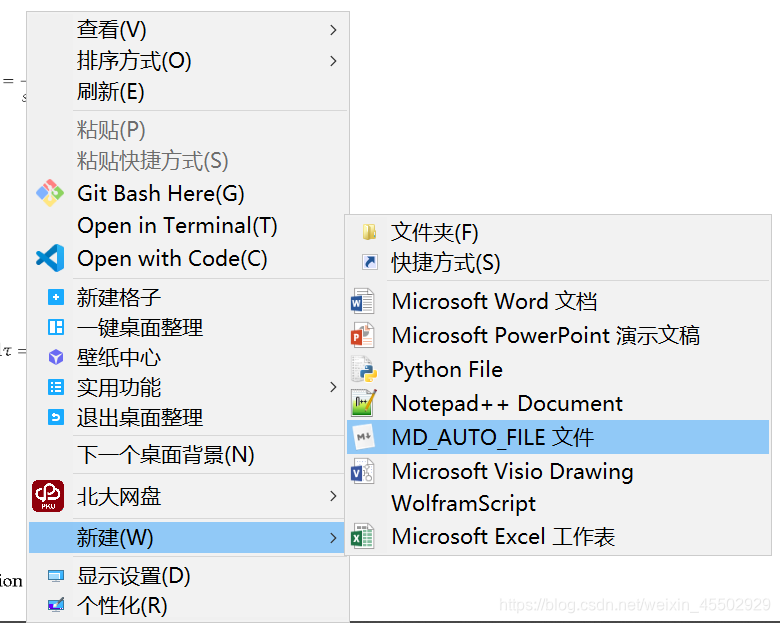 查看(V)
排序方式(O)
刷新(E)
粘贴(P)
粘贴快捷方式(S)
Git Bash Here(G)
Open in Terminal(T)
Open with Code(C)
新建格子
一键桌面整理
壁纸中心
实用功能
退出桌面整理
下一个桌面背景(N)
PKU
北大网盘
新建(W)
显示设置(D)
个性化(R)
文件夹(F)
快捷方式(S)
Microsoft Word 文档
Microsoft PowerPoint 演示文稿
Python File
Notepad++ Document
MD_AUTO_FILE 文件
Microsoft Visio Drawing
WolframScript
Microsoft Excel 工作表
=
τ =
ion
https://blog.csdn.net/weixin_45502929